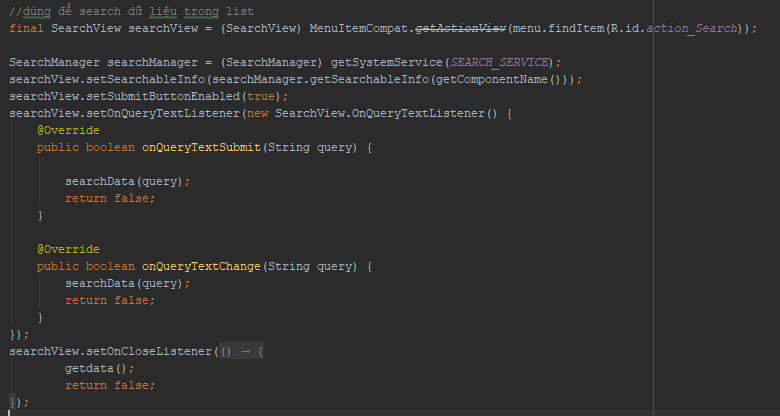 //dùng để search dữ liệu trong list
final SearchView searchView = (SearchView) MenuItemCompat.getActionView(menu.findItem(R.id.action_Search));
SearchManager searchManager = (SearchManager) getSystemService(SEARCH_SERVICE);
searchView.setSearchableInfo(searchManager.getSearchableInfo(getComponentName()));
searchView.setSubmitButtonEnabled(true);
searchView.setOnQueryTextListener(new SearchView.OnQueryTextListener() {
    @Override
    public boolean onQueryTextSubmit(String query) {
        searchData(query);
        return false;
    }
    @Override
    public boolean onQueryTextChange(String query) {
        searchData(query);
        return false;
    }
});
searchView.setOnCloseListener(() → {
        getdata();
        return false;
});